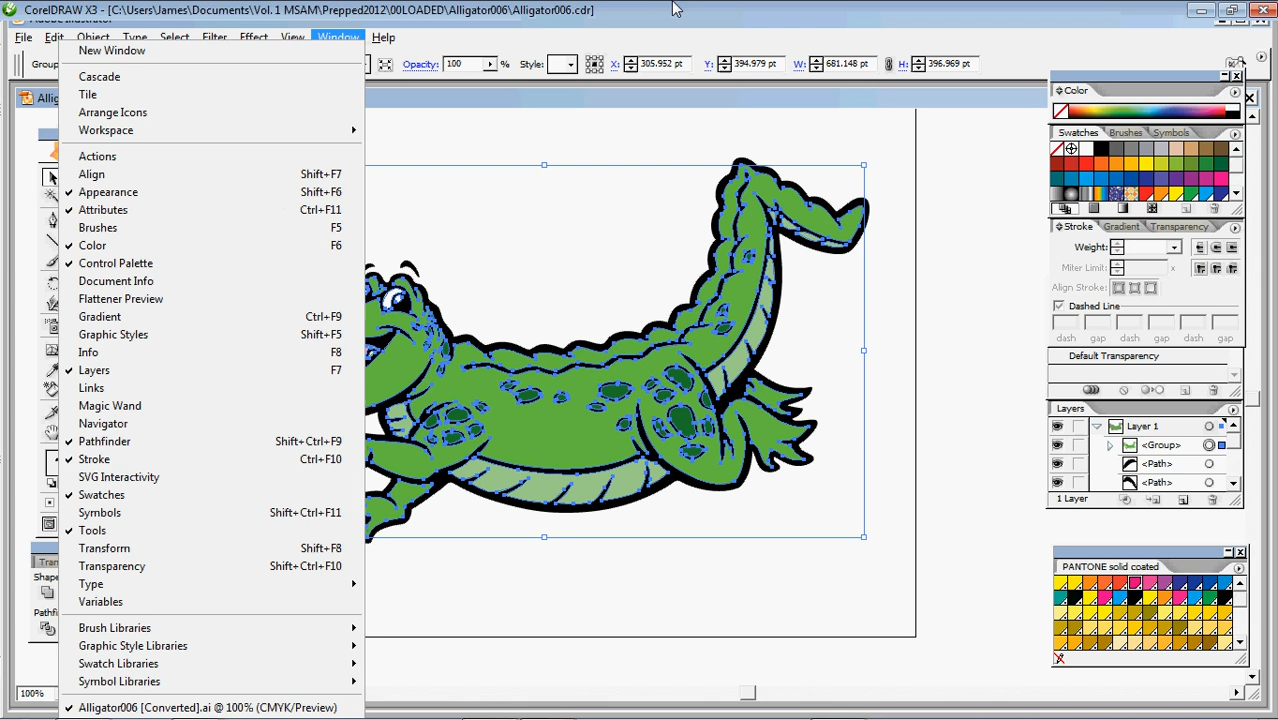 CorelDRAW X3 - [C:\Users\James\Documents\Vol. 1 MSAM\Prepped2012\00LOADED\Alligator006\Alligator006.cdr]
File Edit Object Type Select Filter Effect View Window Help
Opacity: 100 % Style: X: 305.952 pt Y: 394.979 pt W: 681.148 pt H: 396.969 pt
New Window
Cascade
Tile
Arrange Icons
Workspace
Actions
Align Shift+F7
Appearance Shift+F6
Attributes Ctrl+F11
Brushes F5
Color F6
Control Palette
Document Info
Flattener Preview
Gradient Ctrl+F9
Graphic Styles Shift+F5
Info F8
Layers F7
Links
Magic Wand
Navigator
Pathfinder Shift+Ctrl+F9
Stroke Ctrl+F10
SVG Interactivity
Swatches
Symbols Shift+Ctrl+F11
Tools
Transform Shift+F8
Transparency Shift+Ctrl+F10
Type
Variables
Brush Libraries
Graphic Style Libraries
Swatch Libraries
Symbol Libraries
Alligator006 [Converted].ai @ 100% (CMYK/Preview)
100%
Color
Swatches Brushes Symbols
Stroke Gradient Transparency
Weight:
Miter Limit: x
Align Stroke:
Dashed Line
dash gap dash gap dash gap
Default Transparency
Layers
Layer 1
<Group>
<Path>
<Path>
1 Layer
PANTONE solid coated